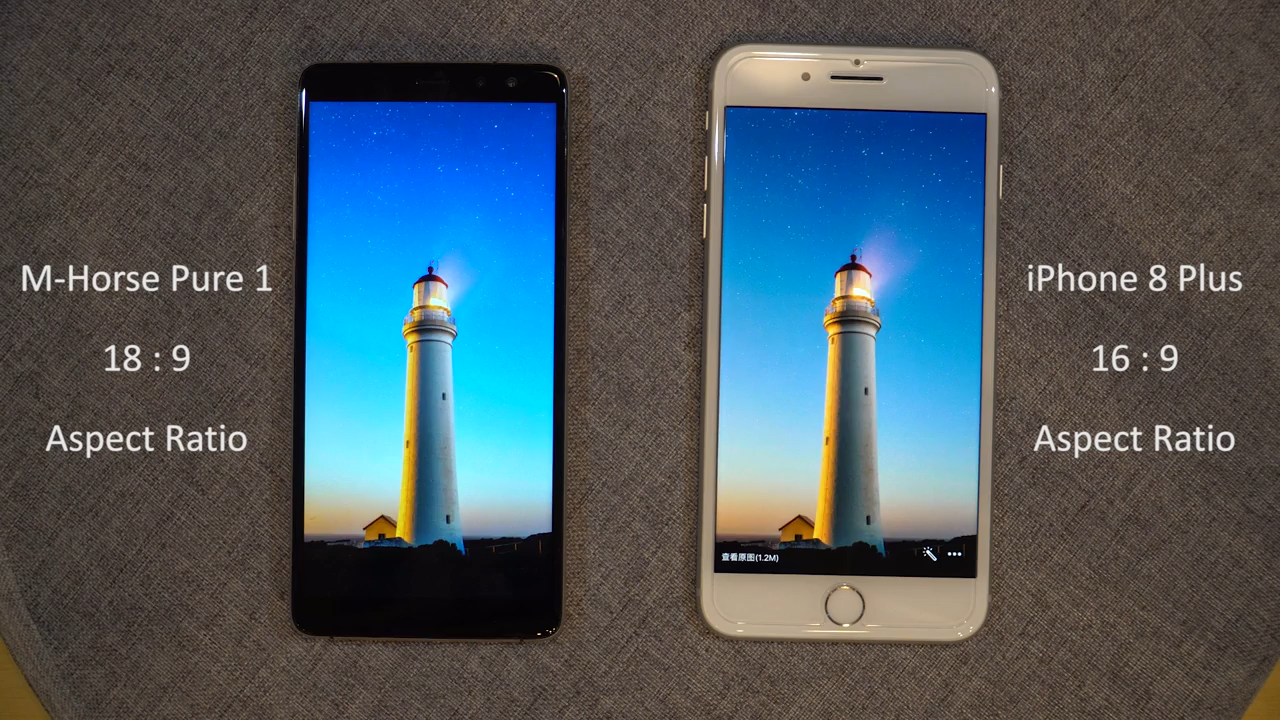 M-Horse Pure 1
18 : 9
Aspect Ratio
iPhone 8 Plus
16 : 9
Aspect Ratio
查看原图(1.2M)